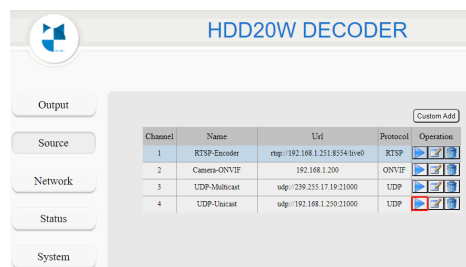 HDD20W DECODER
Output
Source
Network
Status
System
Custom Add
Channel Name Url Protocol Operation
1 RTSP-Encoder rtsp://192.168.1.251:8554/live0 RTSP
2 Camera-ONVIF 192.168.1.200 ONVIF
3 UDP-Multicast udp://239.255.17.19:21000 UDP
4 UDP-Unicast udp://192.168.1.250:21000 UDP